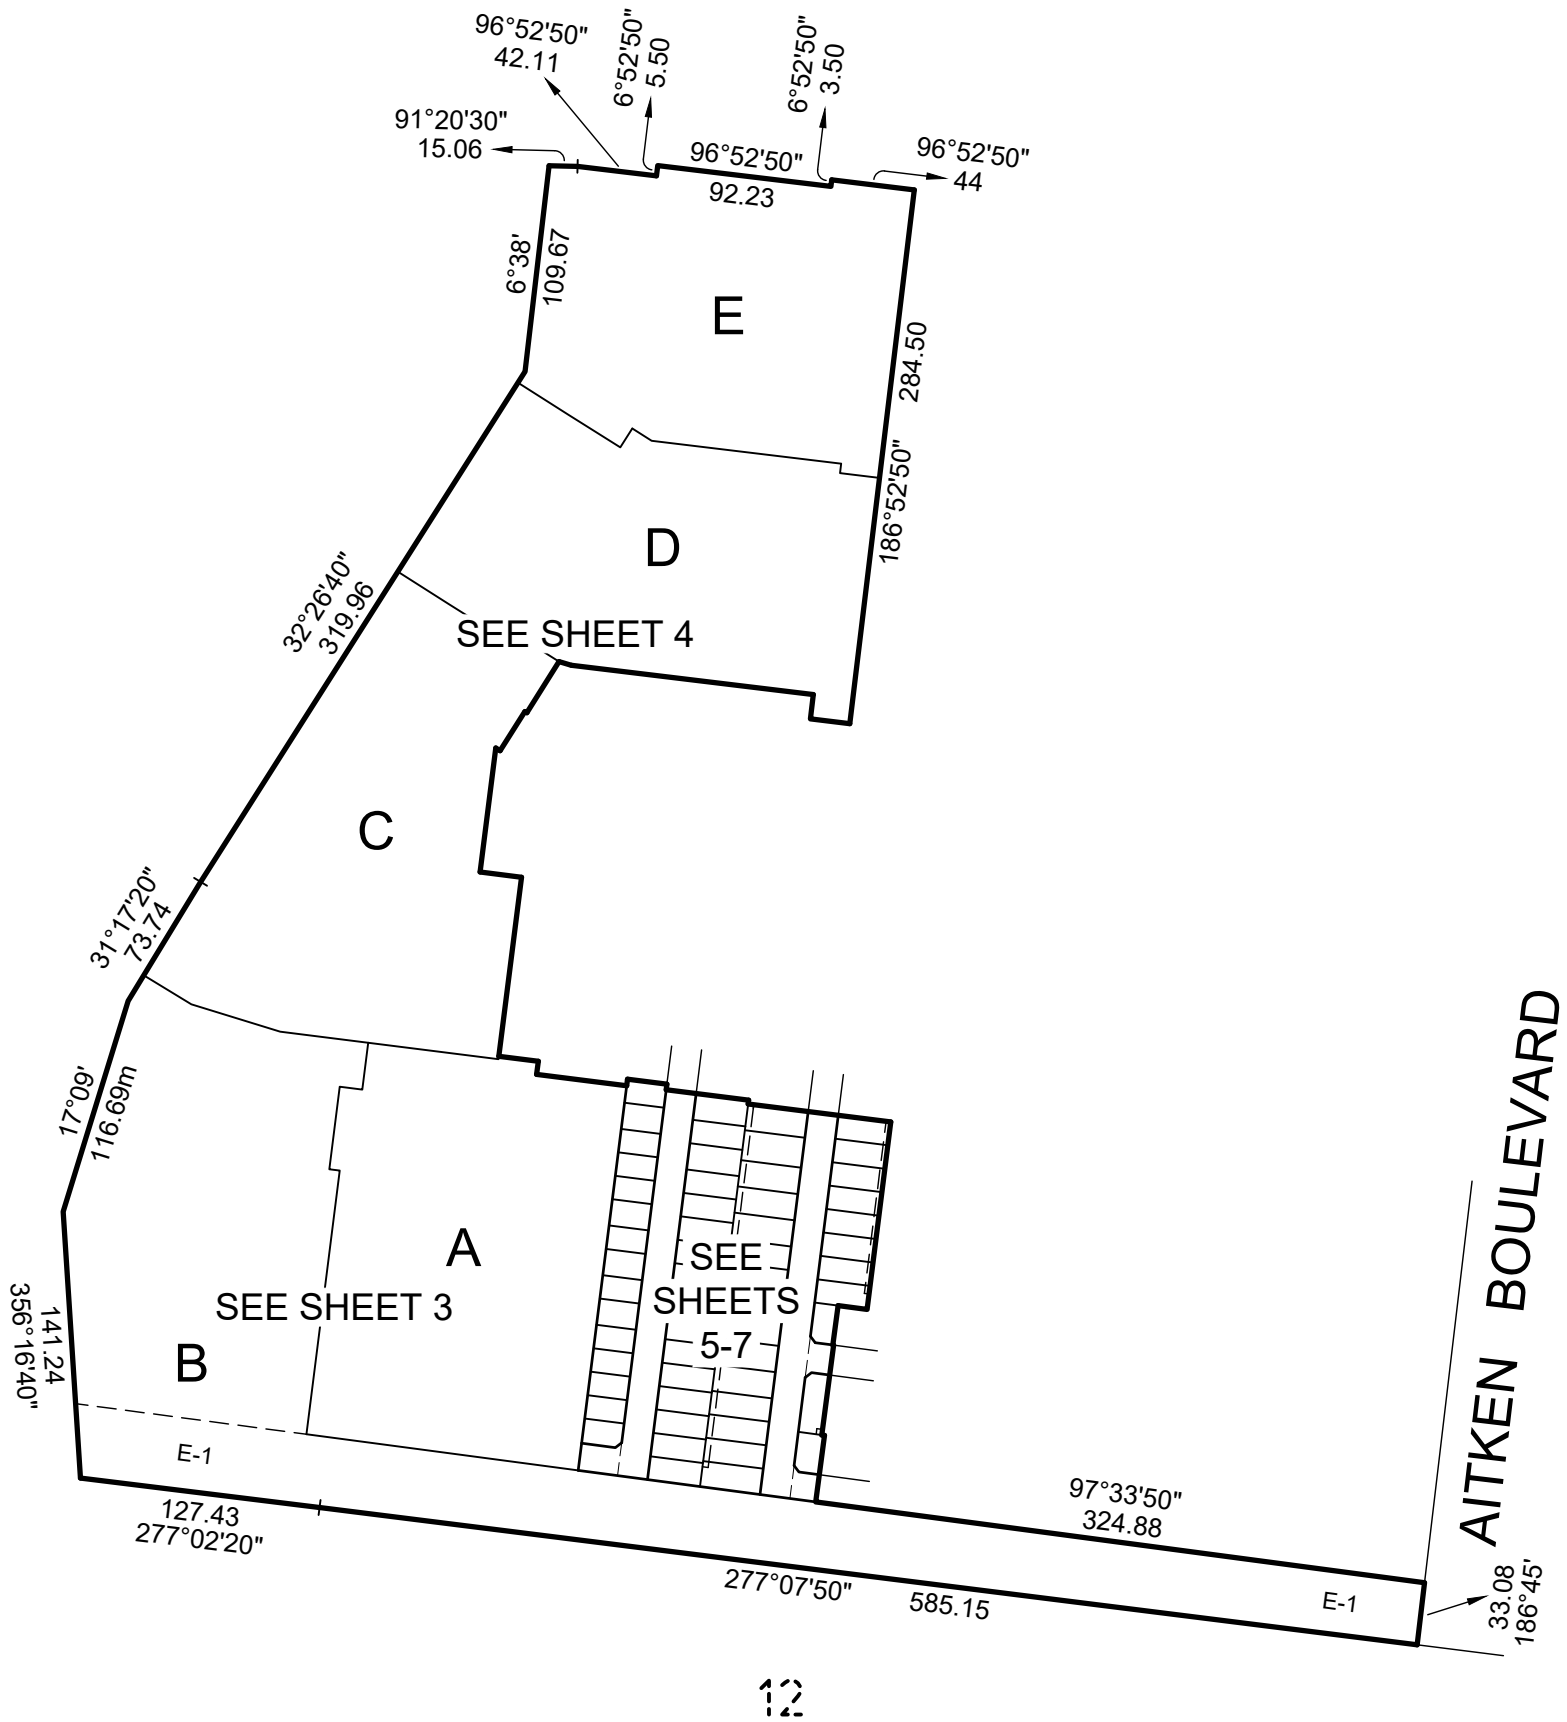 96°52'50"
42.11
6°52'50"
5.50
6°52'50"
3.50
91°20'30"
15.06
96°52'50"
92.23
96°52'50"
44
6°38'
109.67
E
284.50
186°52'50"
D
32°26'40"
319.96
SEE SHEET 4
C
31°17'20"
73.74
17°09'
116.69m
A
SEE
SHEETS
5-7
SEE SHEET 3
B
141.24
356°16'40"
AITKEN BOULEVARD
E-1
127.43
277°02'20"
97°33'50"
324.88
277°07'50"
585.15
E-1
33.08
186°45'
12